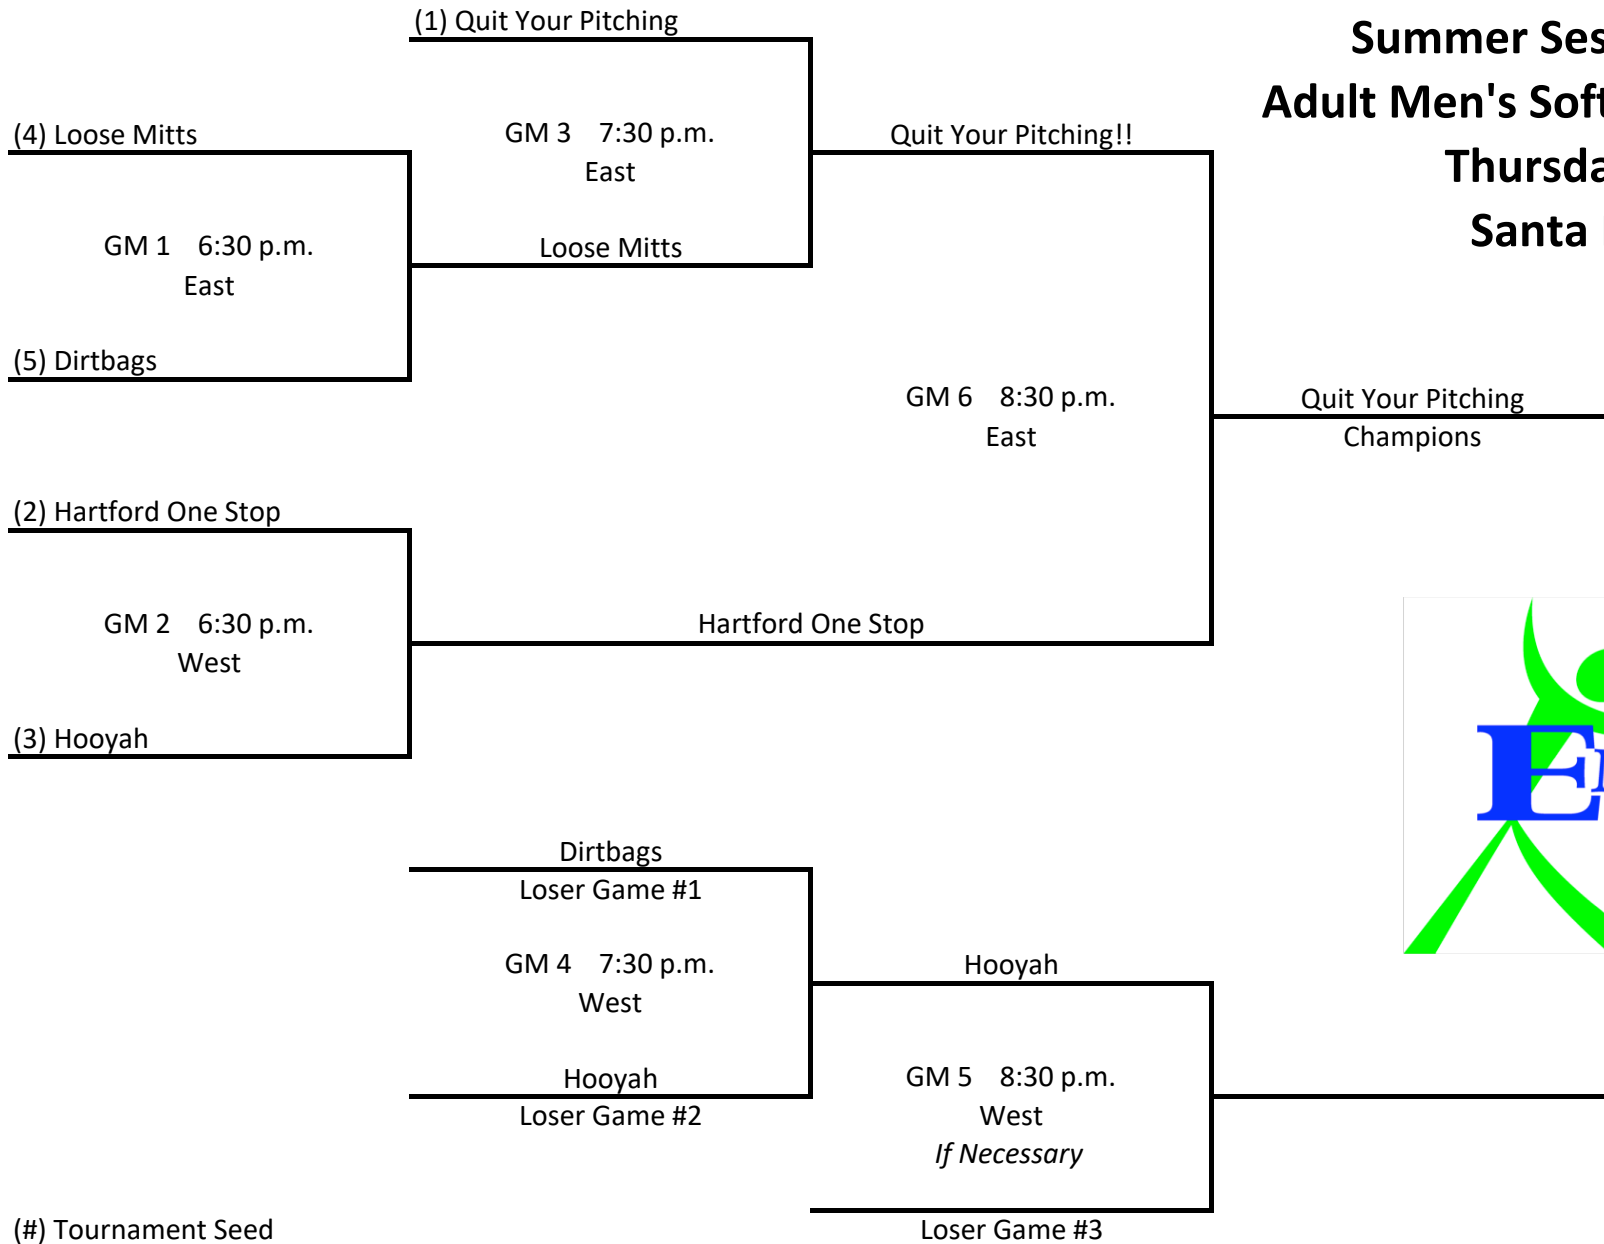 (1) Quit Your Pitching
Summer Ses
Adult Men's Soft
(4) Loose Mitts
GM 3 7:30 p.m.
Quit Your Pitching!!
East
Thursda
Santa
GM 1 6:30 p.m.
Loose Mitts
East
(5) Dirtbags
GM 6 8:30 p.m.
East
Quit Your Pitching
Champions
(2) Hartford One Stop
GM 2 6:30 p.m.
West
Hartford One Stop
(3) Hooyah
E
Dirtbags
Loser Game #1
GM 4 7:30 p.m.
West
Hooyah
Hooyah
Loser Game #2
GM 5 8:30 p.m.
West
If Necessary
(#) Tournament Seed
Loser Game #3